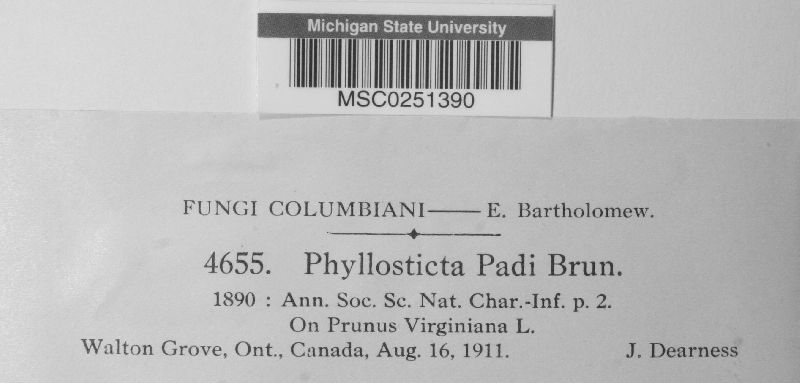 Michigan State University
MSC0251390
FUNGI COLUMBIANI—— E. Bartholomew.
4655. Phyllosticta Padi Brun.
1890 : Ann. Soc. Sc. Nat. Char.-Inf. p. 2.
On Prunus Virginiana L.
Walton Grove, Ont., Canada, Aug. 16, 1911. J. Dearness